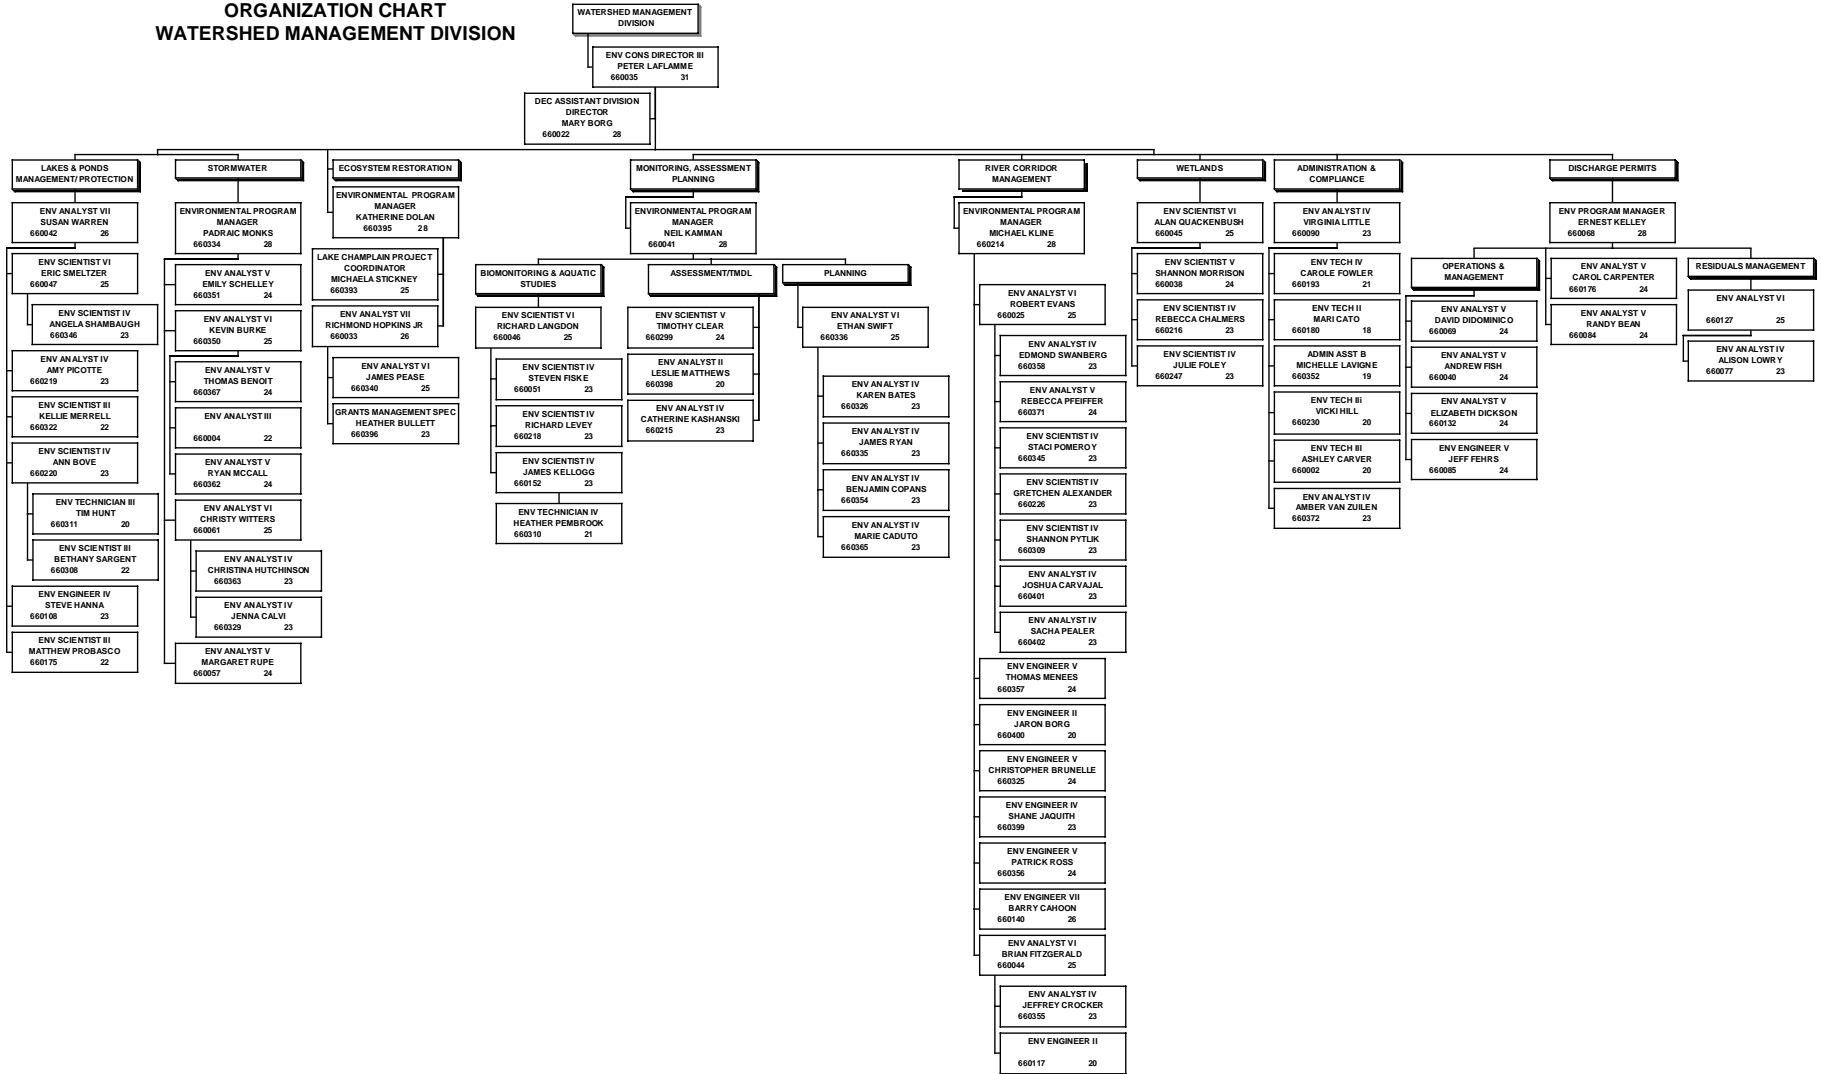 ORGANIZATION CHART
WATERSHED MANAGEMENT DIVISION
WATERSHED MANAGEMENT
DIVISION
ENV CONS DIRECTOR III
PETER LAFLAMME
660035 31
DEC ASSISTANT DIVISION
DIRECTOR
MARY BORG
660022 28
LAKES & PONDS
MANAGEMENT/PROTECTION
ENV ANALYST VII
SUSAN WARREN
660042 26
ENV SCIENTIST VI
ERIC SMELTZER
660047 25
ENV SCIENTIST IV
ANGELA SHAMBAUGH
660346 23
ENV ANALYST IV
AMY PICOTTE
660219 23
ENV SCIENTIST III
KELLIE MERRELL
660322 22
ENV SCIENTIST IV
ANN BOVE
660220 23
ENV TECHNICIAN III
TIM HUNT
660311 20
ENV SCIENTIST III
BETHANY SARGENT
660308 22
ENV ENGINEER IV
STEVE HANNA
660108 23
ENV SCIENTIST III
MATTHEW PROBASCO
660175 22
STORMWATER
ENVIRONMENTAL PROGRAM
MANAGER
PADRAIC MONKS
660334 28
ENV ANALYST V
EMILY SCHELLEY
660351 24
ENV ANALYST VI
KEVIN BURKE
660350 25
ENV ANALYST V
THOMAS BENOIT
660367 24
ENV ANALYST III
660004 22
ENV ANALYST V
RYAN MCCALL
660362 24
ENV ANALYST VI
CHRISTY WITTERS
660061 25
ENV ANALYST IV
CHRISTINA HUTCHINSON
660363 23
ENV ANALYST IV
JENNA CALVI
660329 23
ENV ANALYST V
MARGARET RUPE
660057 24
ECOSYSTEM RESTORATION
ENVIRONMENTAL PROGRAM
MANAGER
KATHERINE DOLAN
660395 28
LAKE CHAMPLAIN PROJECT
COORDINATOR
MICHAELA STICKNEY
660393 25
ENV ANALYST VII
RICHMOND HOPKINS JR
660033 26
ENV ANALYST VI
JAMES PEASE
660340 25
GRANTS MANAGEMENT SPEC
HEATHER BULLETT
660396 23
MONITORING, ASSESSMENT
PLANNING
ENVIRONMENTAL PROGRAM
MANAGER
NEIL KAMMAN
660041 28
BIOMONITORING & AQUATIC
STUDIES
ENV SCIENTIST VI
RICHARD LANGDON
660046 25
ENV SCIENTIST IV
STEVEN FISKE
660051 23
ENV SCIENTIST IV
RICHARD LEVEY
660218 23
ENV SCIENTIST IV
JAMES KELLOGG
660152 23
ENV TECHNICIAN IV
HEATHER PEMBROOK
660310 21
ASSESSMENT/TMDL
ENV SCIENTIST V
TIMOTHY CLEAR
660299 24
ENV ANALYST II
LESLIE MATTHEWS
660398 20
ENV ANALYST IV
CATHERINE KASHANSKI
660215 23
PLANNING
ENV ANALYST VI
ETHAN SWIFT
660336 25
ENV ANALYST IV
KAREN BATES
660326 23
ENV ANALYST IV
JAMES RYAN
660335 23
ENV ANALYST IV
BENJAMIN COPANS
660354 23
ENV ANALYST IV
MARIE CADUTO
660365 23
RIVER CORRIDOR
MANAGEMENT
ENVIRONMENTAL PROGRAM
MANAGER
MICHAEL KLINE
660214 28
ENV ANALYST VI
ROBERT EVANS
660025 25
ENV ANALYST IV
EDMOND SWANBERG
660358 23
ENV ANALYST V
REBECCA PFEIFFER
660371 24
ENV SCIENTIST IV
STACI POMEROY
660345 23
ENV SCIENTIST IV
GRETCHEN ALEXANDER
660226 23
ENV SCIENTIST IV
SHANNON PYTLIK
660309 23
ENV ANALYST IV
JOSHUA CARVAJAL
660401 23
ENV ANALYST IV
SACHA PEALER
660402 23
ENV ENGINEER V
THOMAS MENEES
660357 24
ENV ENGINEER II
JARON BORG
660400 20
ENV ENGINEER V
CHRISTOPHER BRUNELLE
660325 24
ENV ENGINEER IV
SHANE JAQUITH
660399 23
ENV ENGINEER V
PATRICK ROSS
660356 24
ENV ENGINEER VII
BARRY CAHOON
660140 26
ENV ANALYST VI
BRIAN FITZGERALD
660044 25
ENV ANALYST IV
JEFFREY CROCKER
660355 23
ENV ENGINEER II
660117 20
WETLANDS
ENV SCIENTIST VI
ALAN QUACKENBUSH
660045 25
ENV SCIENTIST V
SHANNON MORRISON
660038 24
ENV SCIENTIST IV
REBECCA CHALMERS
660216 23
ENV SCIENTIST IV
JULIE FOLEY
660247 23
ADMINISTRATION &
COMPLIANCE
ENV ANALYST IV
VIRGINIA LITTLE
660090 23
ENV TECH IV
CAROLE FOWLER
660193 21
ENV TECH II
MARI CATO
660180 18
ADMIN ASST B
MICHELLE LAVIGNE
660352 19
ENV TECH IIi
VICKI HILL
660230 20
ENV TECH III
ASHLEY CARVER
660002 20
ENV ANALYST IV
AMBER VAN ZUILEN
660372 23
DISCHARGE PERMITS
ENV PROGRAM MANAGER
ERNEST KELLEY
660068 28
OPERATIONS &
MANAGEMENT
ENV ANALYST V
DAVID DIDOMINICO
660069 24
ENV ANALYST V
ANDREW FISH
660040 24
ENV ANALYST V
ELIZABETH DICKSON
660132 24
ENV ENGINEER V
JEFF FEHRS
660085 24
ENV ANALYST V
CAROL CARPENTER
660176 24
ENV ANALYST V
RANDY BEAN
660084 24
RESIDUALS MANAGEMENT
ENV ANALYST VI
660127 25
ENV ANALYST IV
ALISON LOWRY
660077 23